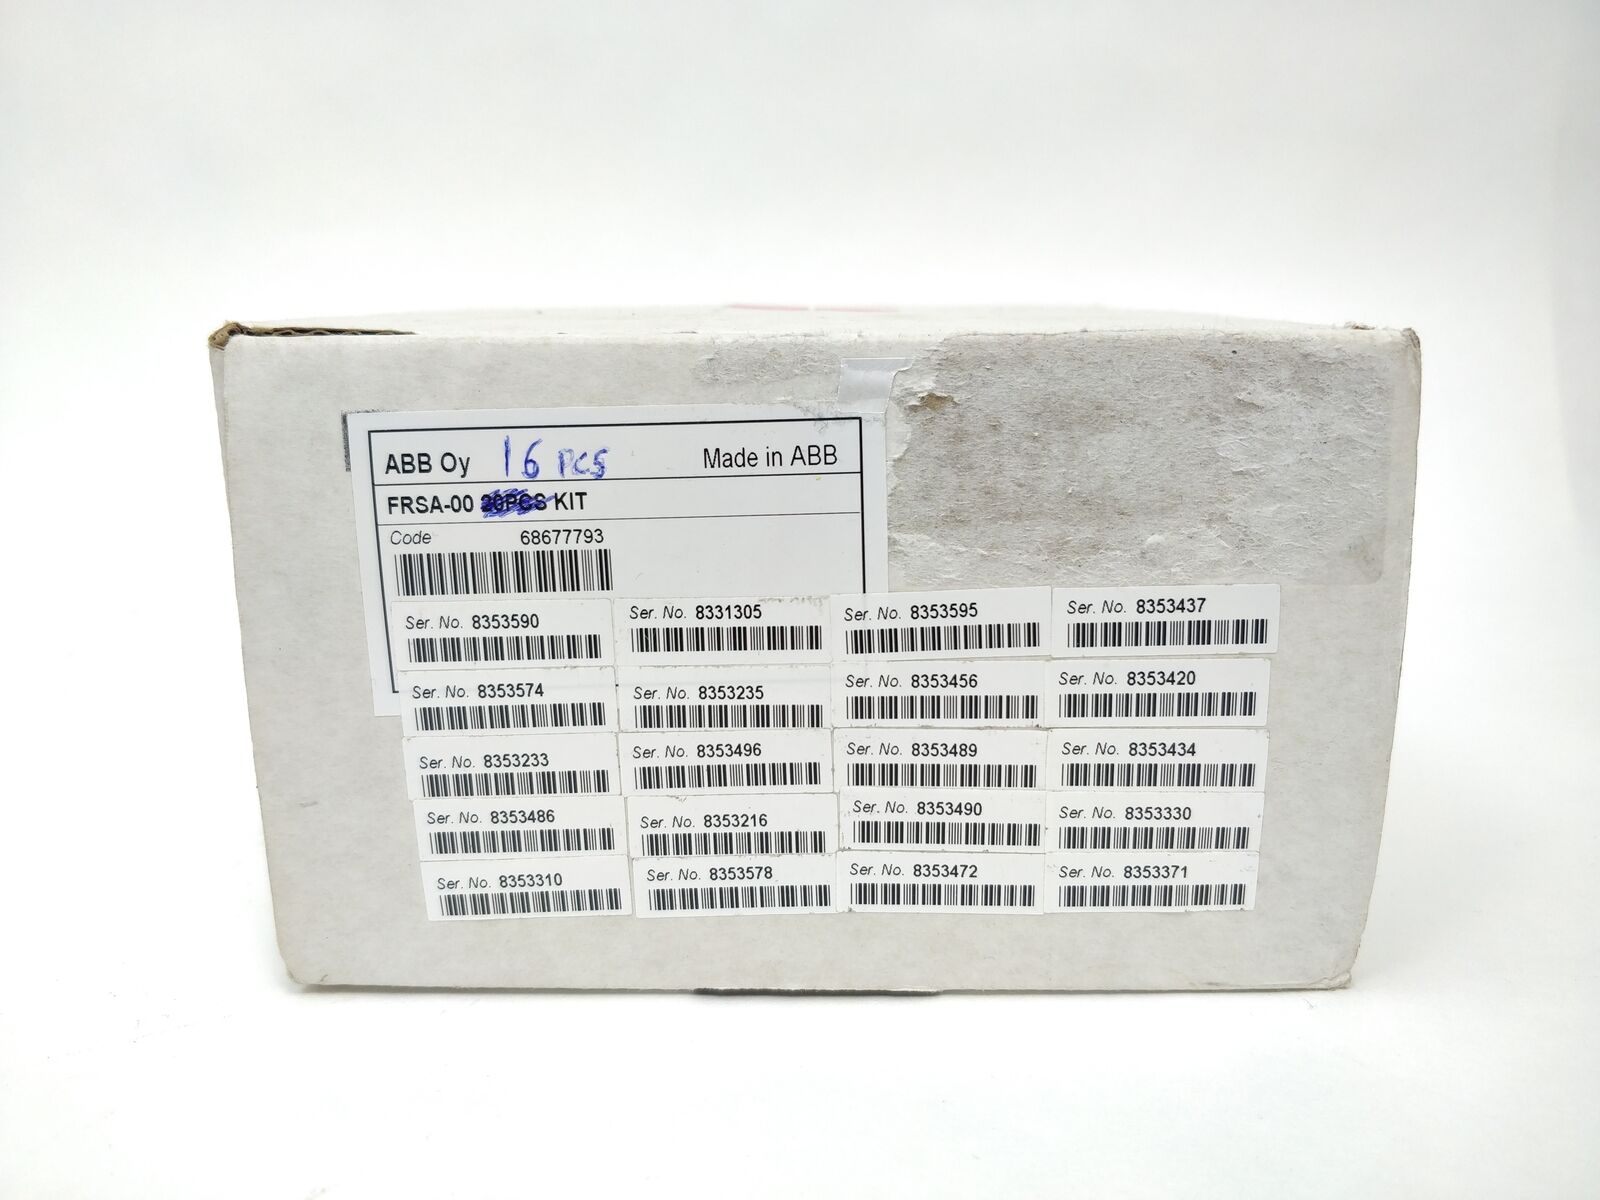 ABB Oy 16 PCS Made in ABB
FRSA-00 20PCS KIT
Code 68677793
Ser. No. 8353590 Ser. No. 8331305 Ser. No. 8353595 Ser. No. 8353437
Ser. No. 8353574 Ser. No. 8353235 Ser. No. 8353456 Ser. No. 8353420
Ser. No. 8353233 Ser. No. 8353496 Ser. No. 8353489 Ser. No. 8353434
Ser. No. 8353486 Ser. No. 8353216 Ser. No. 8353490 Ser. No. 8353330
Ser. No. 8353310 Ser. No. 8353578 Ser. No. 8353472 Ser. No. 8353371